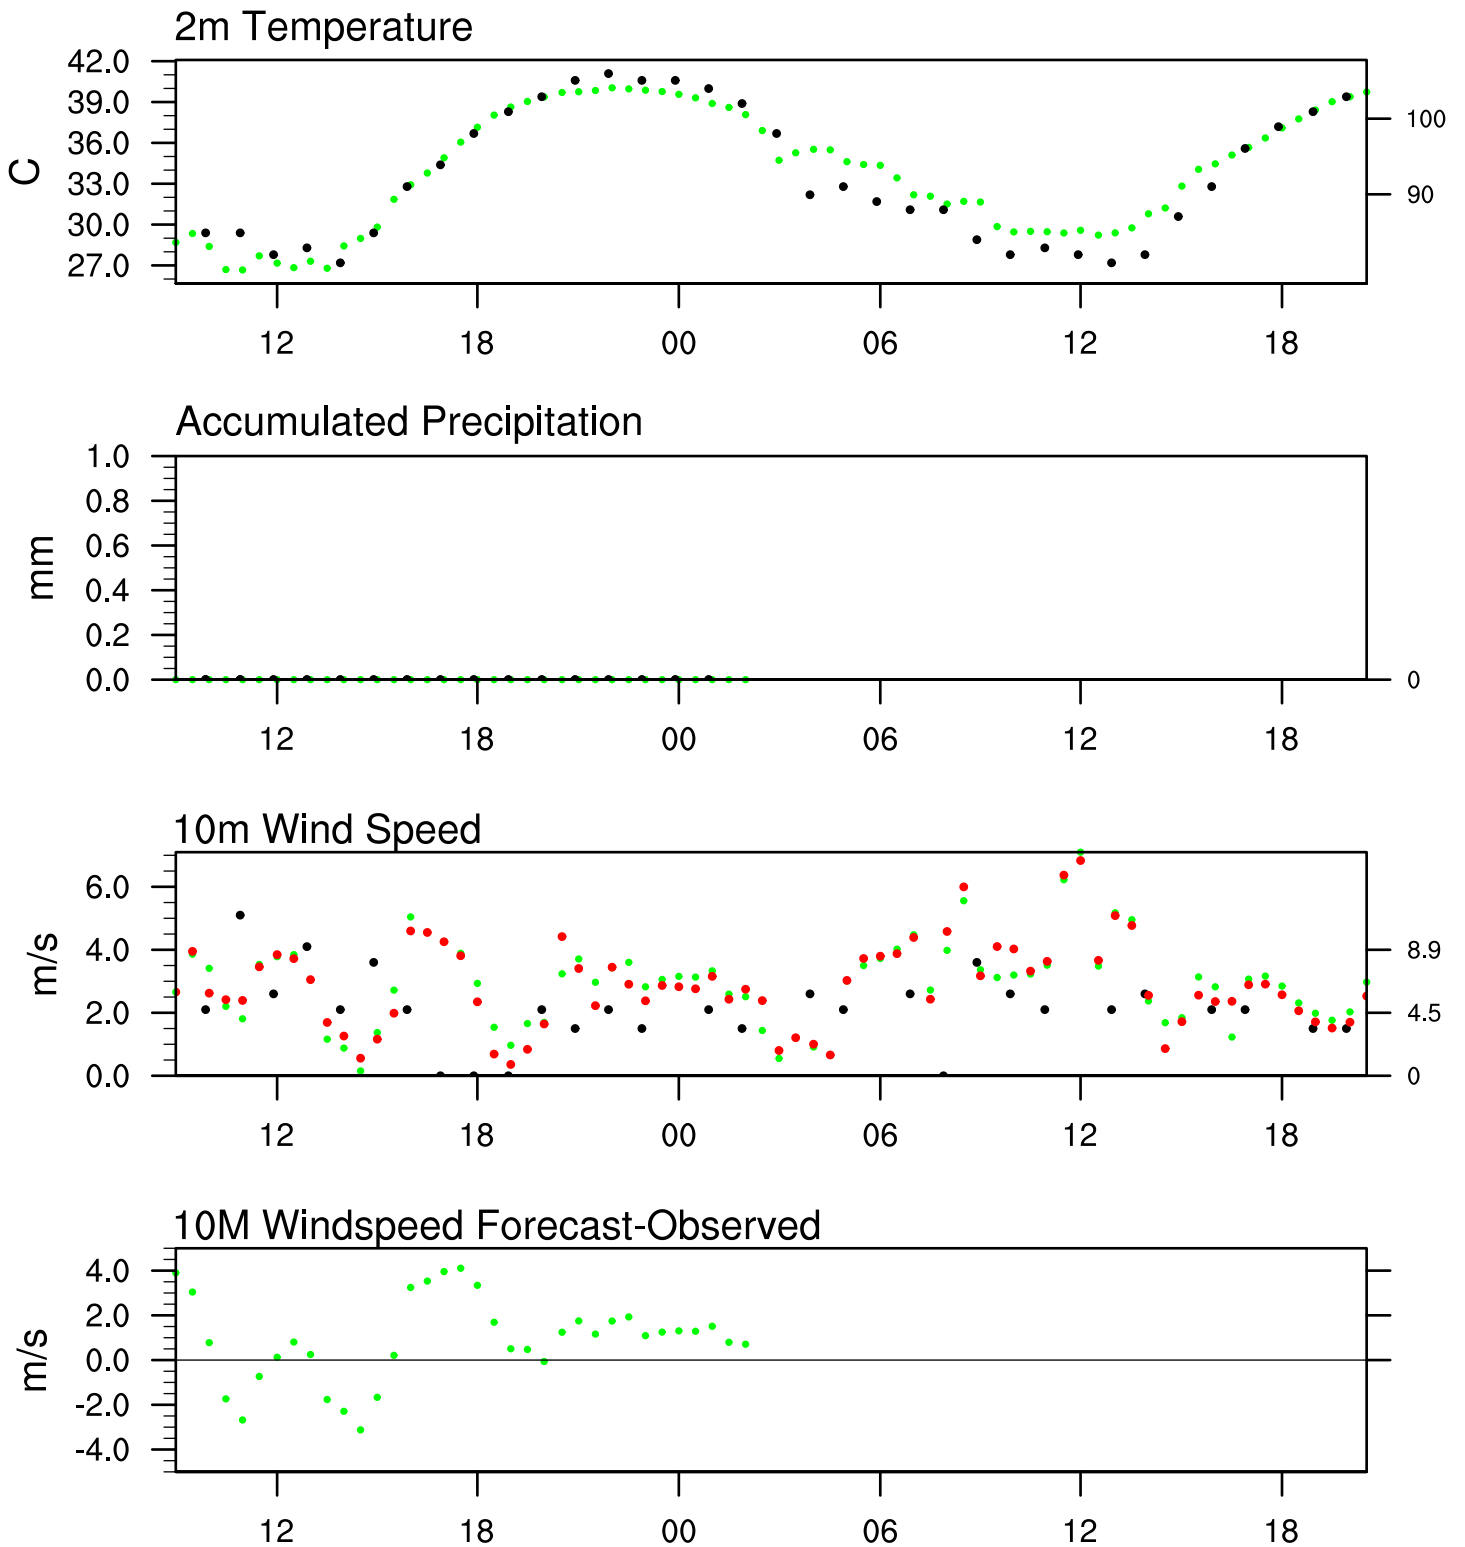 2m Temperature
42.0
39.0
36.0
33.0
30.0
27.0
C
100
90
12 18 00 06 12 18
Accumulated Precipitation
1.0
0.8
0.6
0.4
0.2
0.0
mm
0
12 18 00 06 12 18
10m Wind Speed
6.0
4.0
2.0
0.0
m/s
8.9
4.5
0
12 18 00 06 12 18
10M Windspeed Forecast-Observed
4.0
2.0
0.0
-2.0
-4.0
m/s
12 18 00 06 12 18